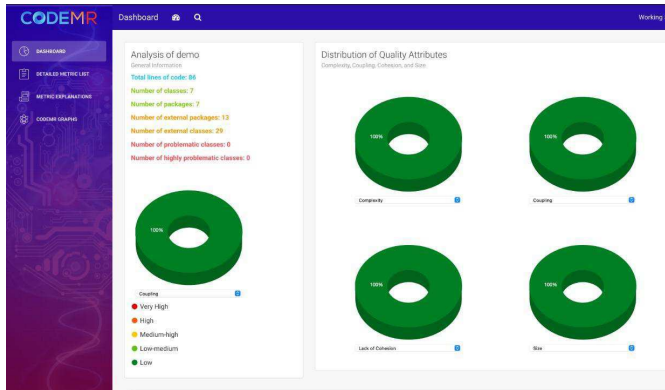 CODEMR
Dashboard
Working
DASHBOARD
DETAILED METRIC LIST
METRIC EXPLANATIONS
CODEMR GRAPHS
Analysis of demo
General Information
Total lines of code: 86
Number of classes: 7
Number of packages: 7
Number of external packages: 13
Number of external classes: 29
Number of problematic classes: 0
Number of highly problematic classes: 0
100%
Coupling
Very High
High
Medium-high
Low-medium
Low
Distribution of Quality Attributes
Complexity, Coupling, Cohesion, and Size
100%
100%
Complexity
Coupling
100%
100%
Lack of Cohesion
Size